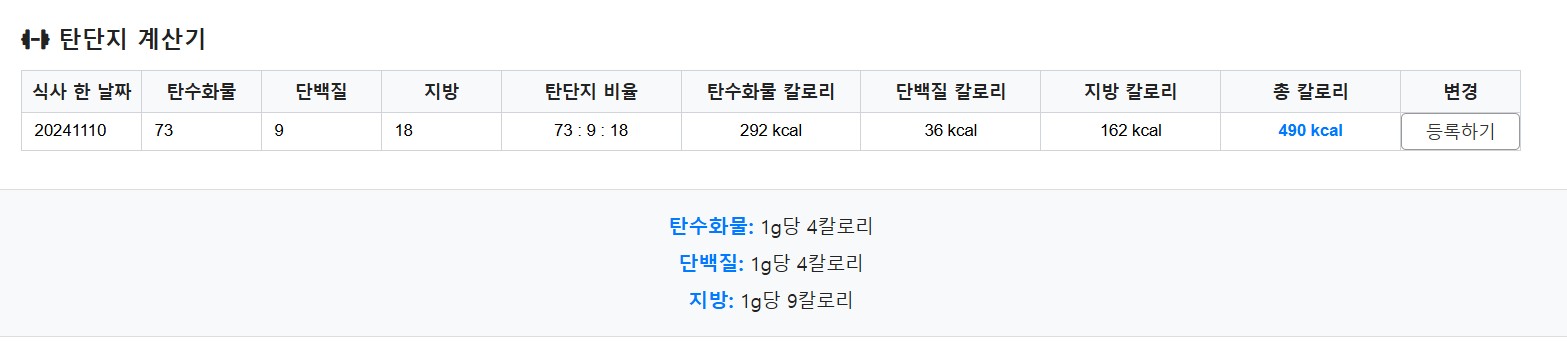 탄단지 계산기
식사 한 날짜 탄수화물 단백질 지방 탄단지 비율 탄수화물 칼로리 단백질 칼로리 지방 칼로리 총 칼로리 변경
20241110 73 9 18 73 : 9 : 18 292 kcal 36 kcal 162 kcal 490 kcal 등록하기
탄수화물: 1g당 4칼로리
단백질: 1g당 4칼로리
지방: 1g당 9칼로리